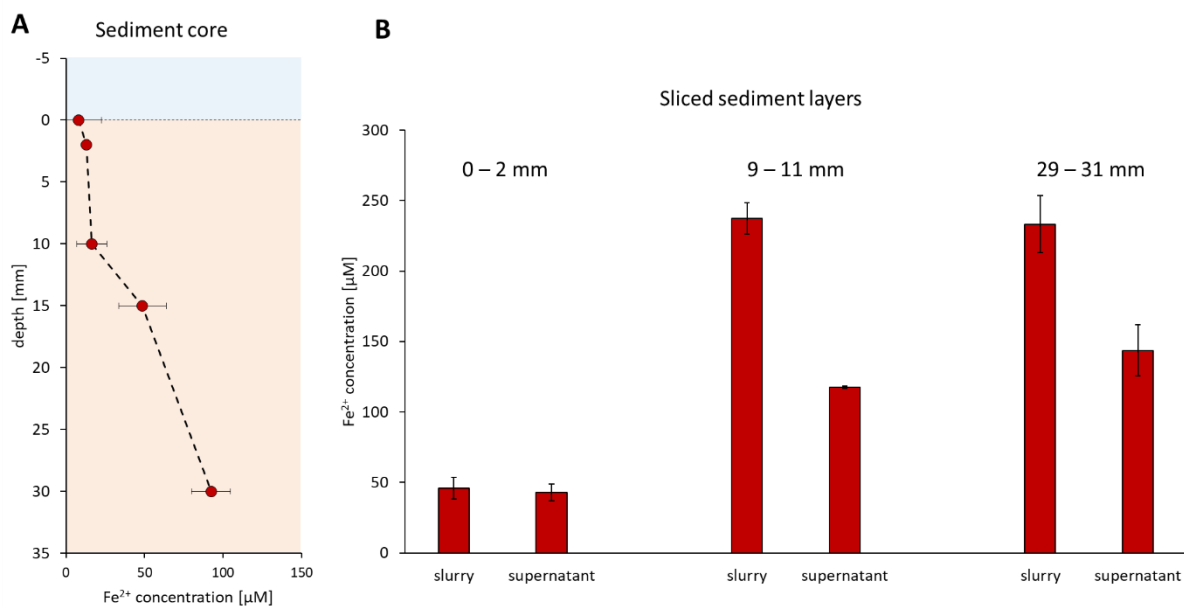 A
Sediment core
-5
0
5
10
15
20
25
30
35
depth [mm]
0 50 100 150
Fe²⁺ concentration [µM]
B
Sliced sediment layers
300
250
200
150
100
50
0
Fe²⁺ concentration [µM]
0 – 2 mm 9 – 11 mm 29 – 31 mm
slurry supernatant slurry supernatant slurry supernatant